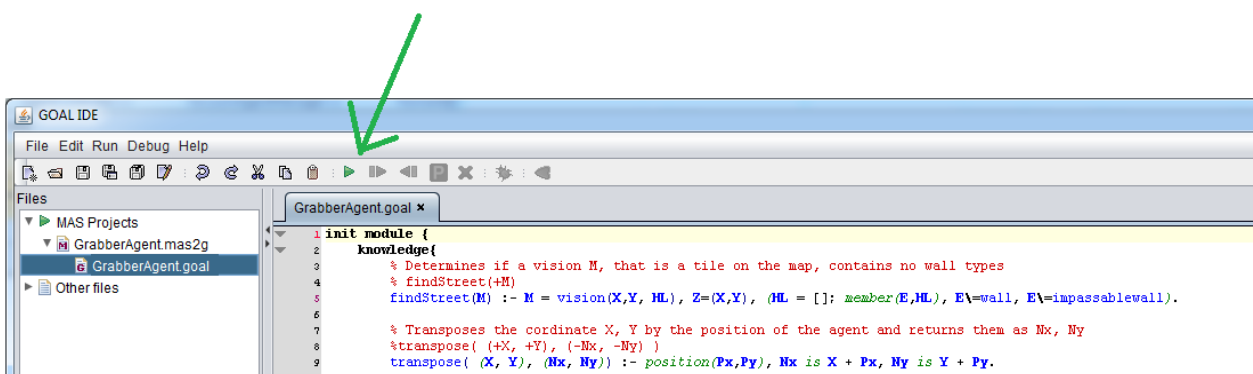 GOAL IDE
File Edit Run Debug Help
P
Files
GrabberAgent.goal ×
MAS Projects
M GrabberAgent.mas2g
G GrabberAgent.goal
Other files
1 init module {
2 knowledge{
3 % Determines if a vision M, that is a tile on the map, contains no wall types
4 % findStreet(+M)
5 findStreet(M) :- M = vision(X,Y, HL), Z=(X,Y), (HL = []; member(E,HL), E\=wall, E\=impassablewall).
6
7 % Transposes the cordinate X, Y by the position of the agent and returns them as Nx, Ny
8 %transpose( (+X, +Y), (-Nx, -Ny) )
9 transpose( (X, Y), (Nx, Ny)) :- position(Px,Py), Nx is X + Px, Ny is Y + Py.